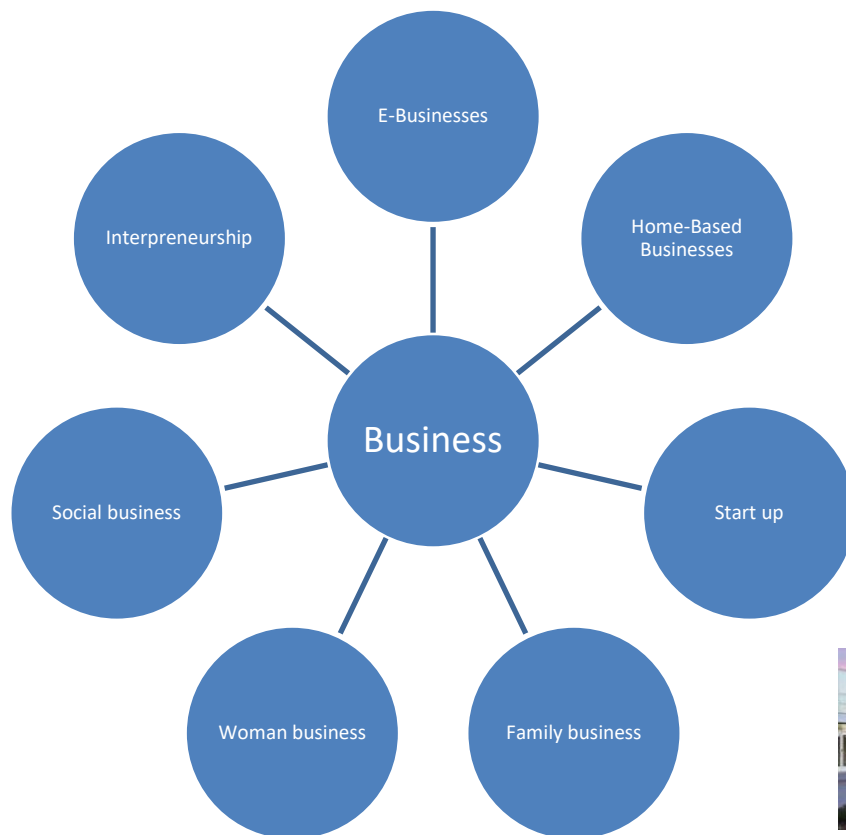 E-Businesses
Home-Based
Businesses
Interpreneurship
Business
Social business
Start up
Woman business
Family business